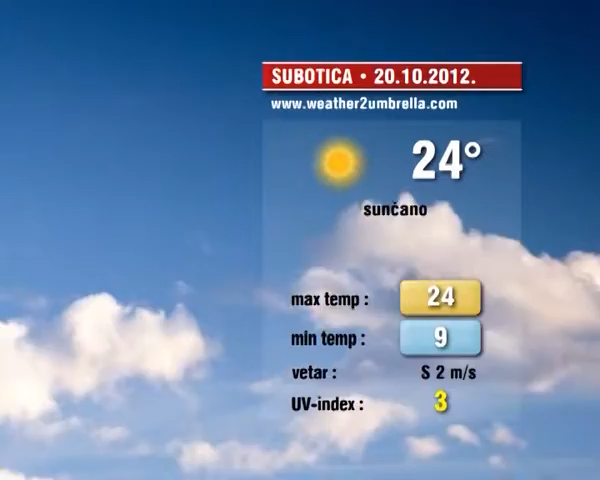 SUBOTICA • 20.10.2012.
www.weather2umbrella.com
24°
sunčano
max temp : 24
min temp : 9
vetar : S 2 m/s
UV-index : 3